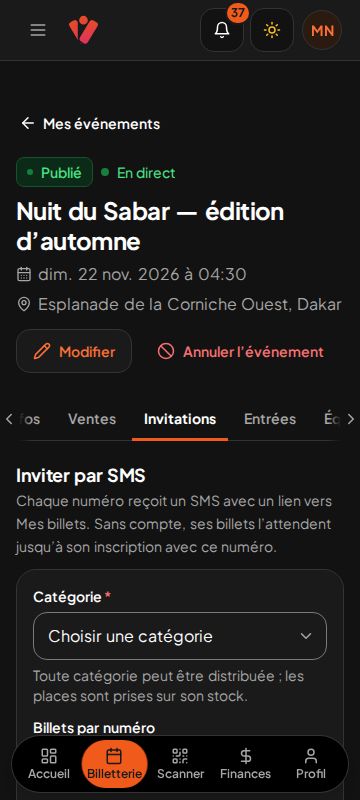 37
MN
Mes événements
Publié
En direct
Nuit du Sabar — édition
d’automne
dim. 22 nov. 2026 à 04:30
Esplanade de la Corniche Ouest, Dakar
Modifier
Annuler l’événement
fos Ventes Invitations Entrées Éq
Inviter par SMS
Chaque numéro reçoit un SMS avec un lien vers
Mes billets. Sans compte, ses billets l’attendent
jusqu’à son inscription avec ce numéro.
Catégorie *
Choisir une catégorie
Toute catégorie peut être distribuée ; les
places sont prises sur son stock.
Billets par numéro
Accueil Billetterie Scanner Finances Profil